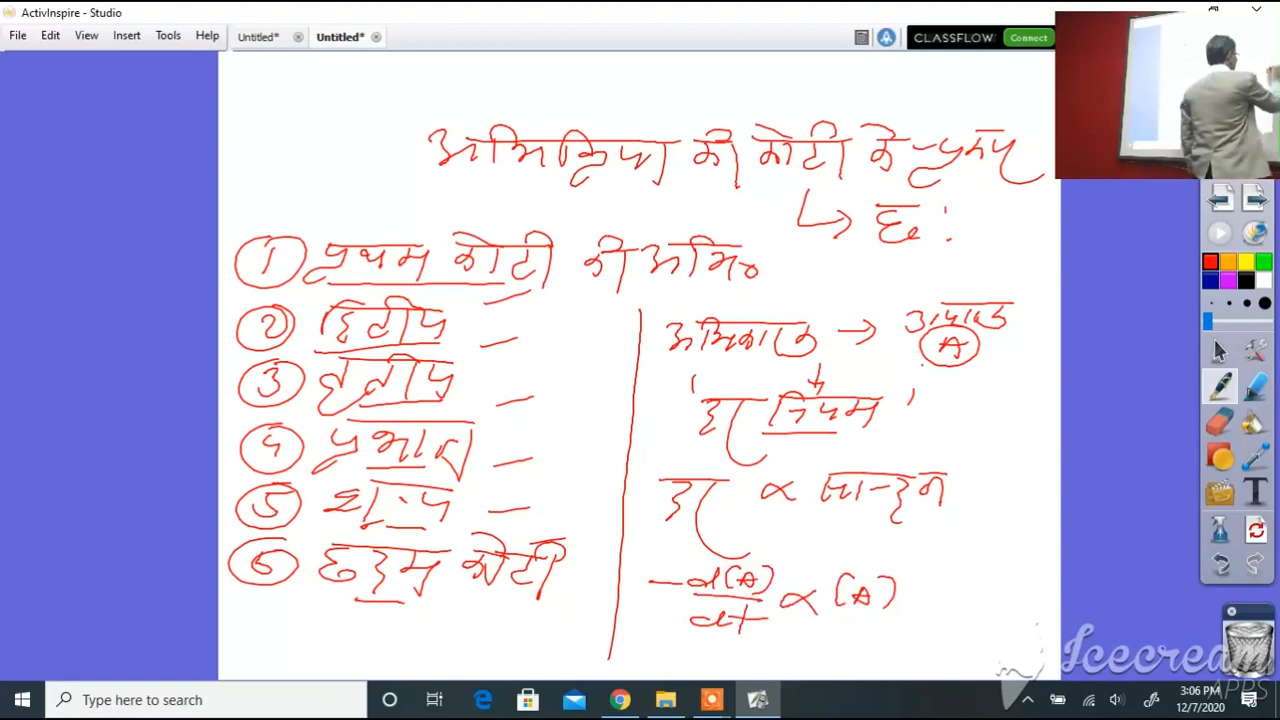 ActivInspire - Studio
File Edit View Insert Tools Help Untitled* Untitled* CLASSFLOW Connect
अभिक्रिया की कोटी के प्रकार
↳ छः
① प्रथम कोटी की अभि०
② द्वितीय "
③ तृतीय "
④ प्रभाव "
⑤ शून्य "
⑥ छद्दम कोटी
अभिकारक → उत्पाद
A
' दर नियम '
दर ∝ सान्द्रन
-d(A)/dt ∝ (A)
Icecream
APPS
Type here to search
3:06 PM
12/7/2020